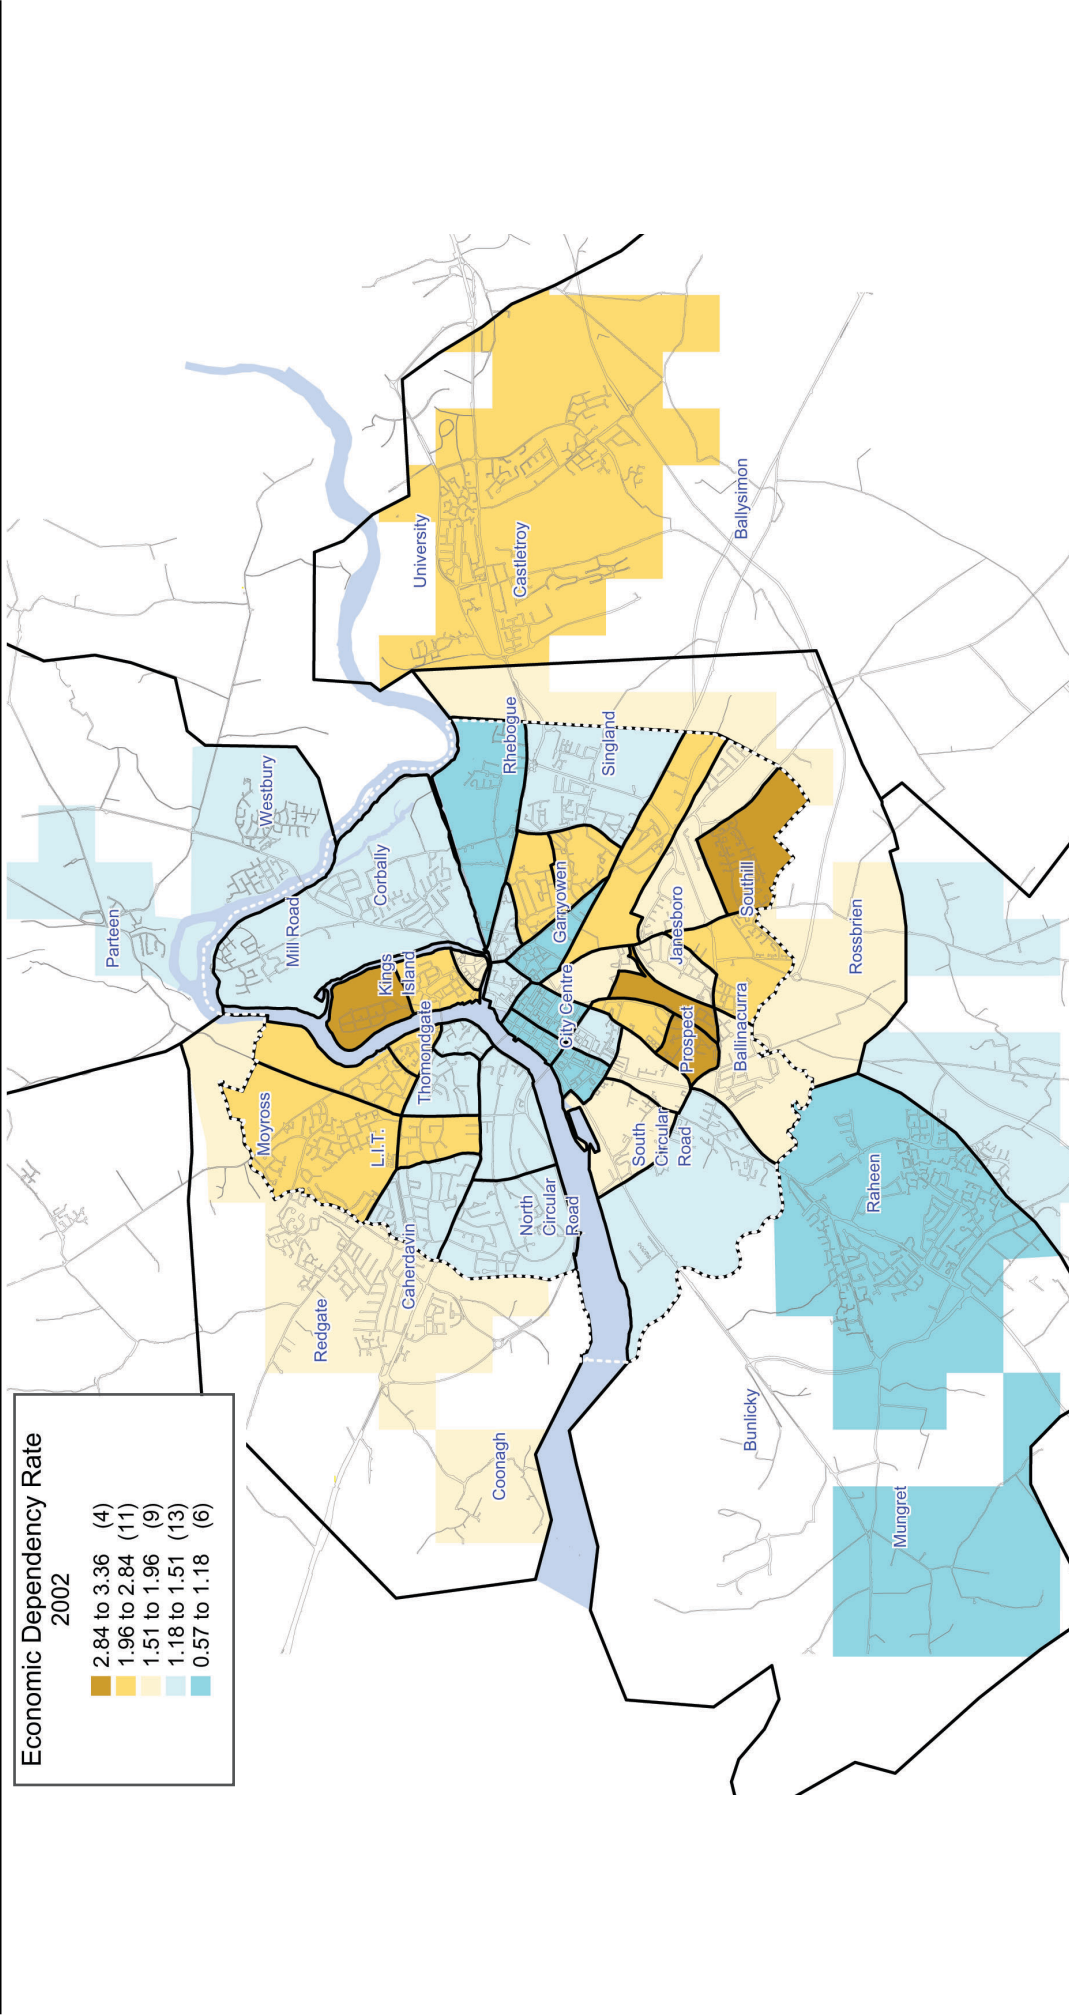 Economic Dependency Rate
2002
2.84 to 3.36 (4)
1.96 to 2.84 (11)
1.51 to 1.96 (9)
1.18 to 1.51 (13)
0.57 to 1.18 (6)
Parteen
Westbury
Mill Road
Corbally
Moyross
Redgate
Kings
Island
L.I.T.
Thomondgate
Caherdavin
University
Castletroy
Coonagh
Rhebogue
North
Circular
Road
Garryowen
City Centre
Singland
South
Circular
Road
Prospect
Janesboro
Southill
Ballinacurra
Ballysimon
Bunlicky
Rossbrien
Raheen
Mungret